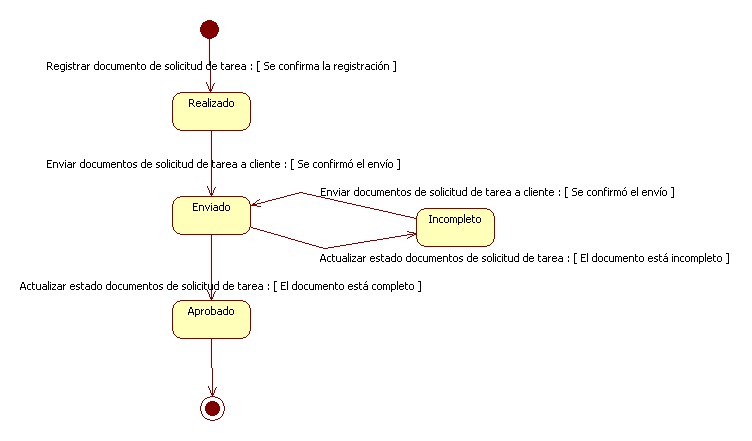 Registrar documento de solicitud de tarea : [ Se confirma la registración ]
Realizado
Enviar documentos de solicitud de tarea a cliente : [ Se confirmó el envío ]
Enviar documentos de solicitud de tarea a cliente : [ Se confirmó el envío ]
Enviado
Incompleto
Actualizar estado documentos de solicitud de tarea : [ El documento está incompleto ]
Actualizar estado documentos de solicitud de tarea : [ El documento está completo ]
Aprobado